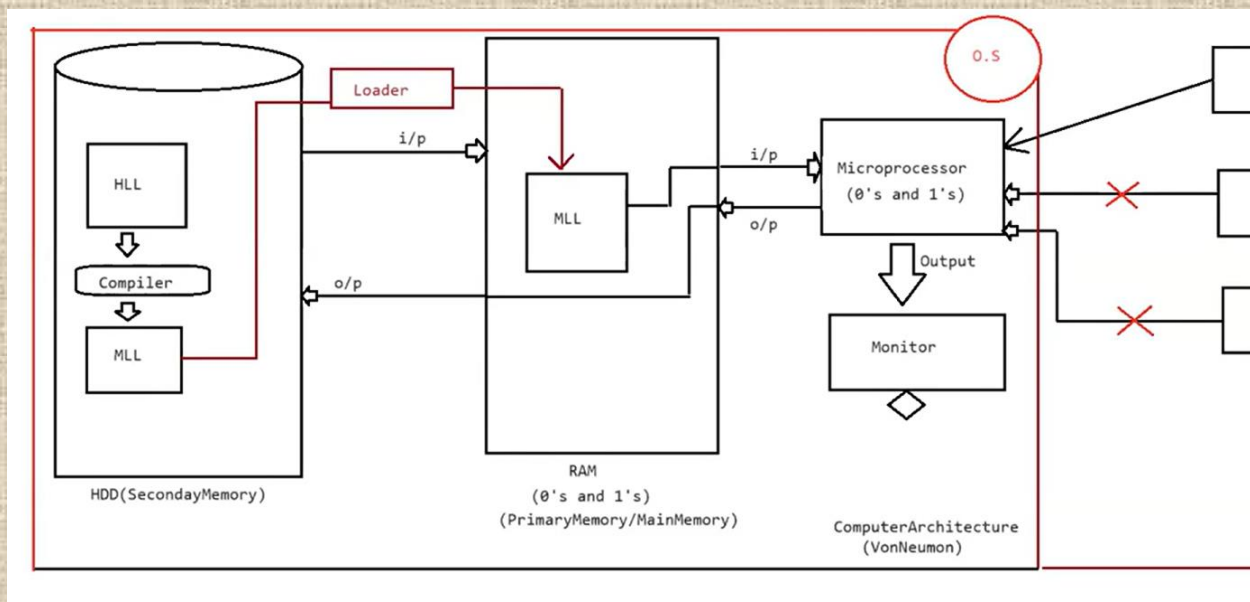 O.S
Loader
i/p
HLL
Compiler
MLL
o/p
HDD(SecondayMemory)
MLL
RAM
(0's and 1's)
(PrimaryMemory/MainMemory)
i/p
o/p
Microprocessor
(0's and 1's)
Output
Monitor
ComputerArchitecture
(VonNeumon)